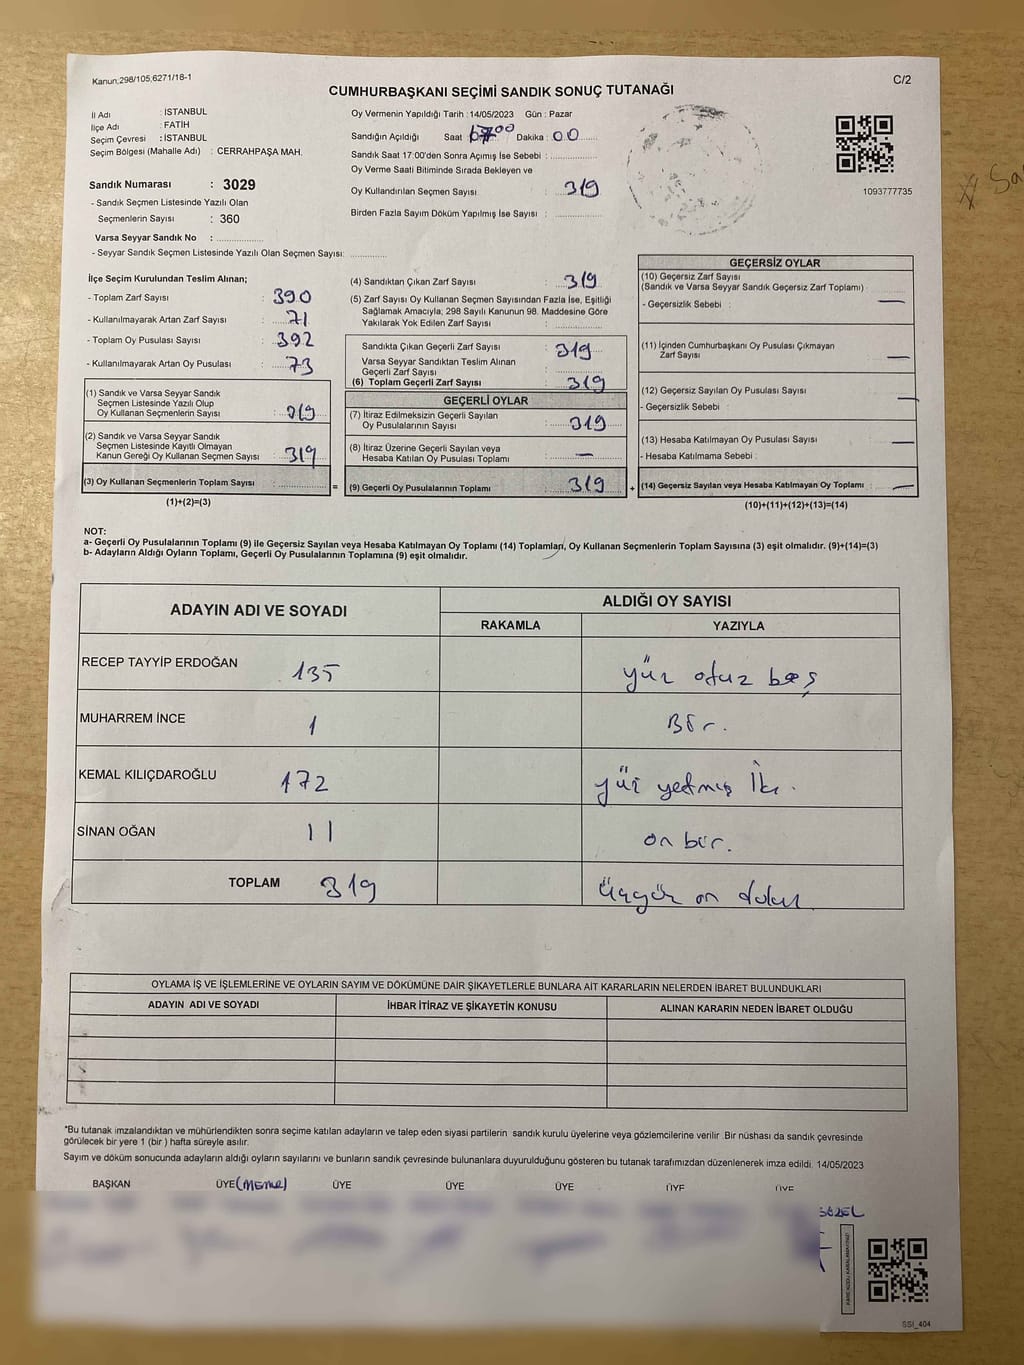 Kanun;298/105;6271/18-1
C/2
CUMHURBAŞKANI SEÇİMİ SANDIK SONUÇ TUTANAĞI
İl Adı : İSTANBUL
İlçe Adı : FATİH
Seçim Çevresi : İSTANBUL
Seçim Bölgesi (Mahalle Adı) : CERRAHPAŞA MAH.
Sandık Numarası : 3029
- Sandık Seçmen Listesinde Yazılı Olan
Seçmenlerin Sayısı : 360
Varsa Seyyar Sandık No :
- Seyyar Sandık Seçmen Listesinde Yazılı Olan Seçmen Sayısı:
Oy Vermenin Yapıldığı Tarih : 14/05/2023 Gün : Pazar
Sandığın Açıldığı Saat Dakika : 00
Sandık Saat 17:00'den Sonra Açımış İse Sebebi :
Oy Verme Saati Bitiminde Sırada Bekleyen ve
Oy Kullandırılan Seçmen Sayısı : 319
Birden Fazla Sayım Döküm Yapılmış İse Sayısı :
1093777735
İlçe Seçim Kurulundan Teslim Alınan;
- Toplam Zarf Sayısı : 390
- Kullanılmayarak Artan Zarf Sayısı : 71
- Toplam Oy Pusulası Sayısı : 392
- Kullanılmayarak Artan Oy Pusulası : 73
(1) Sandık ve Varsa Seyyar Sandık
Seçmen Listesinde Yazılı Olup
Oy Kullanan Seçmenlerin Sayısı : 319
(2) Sandık ve Varsa Seyyar Sandık
Seçmen Listesinde Kayıtlı Olmayan
Kanun Gereği Oy Kullanan Seçmen Sayısı : 319
(3) Oy Kullanan Seçmenlerin Toplam Sayısı :
(1)+(2)=(3)
(4) Sandıktan Çıkan Zarf Sayısı : 319
(5) Zarf Sayısı Oy Kullanan Seçmen Sayısından Fazla İse, Eşitliği
Sağlamak Amacıyla; 298 Sayılı Kanunun 98. Maddesine Göre
Yakılarak Yok Edilen Zarf Sayısı :
Sandıkta Çıkan Geçerli Zarf Sayısı : 319
Varsa Seyyar Sandıktan Teslim Alınan
Geçerli Zarf Sayısı :
(6) Toplam Geçerli Zarf Sayısı : 319
GEÇERLİ OYLAR
(7) İtiraz Edilmeksizin Geçerli Sayılan
Oy Pusulalarının Sayısı : 319
(8) İtiraz Üzerine Geçerli Sayılan veya
Hesaba Katılan Oy Pusulası Toplamı : —
= (9) Geçerli Oy Pusulalarının Toplamı : 319 +
GEÇERSİZ OYLAR
(10) Geçersiz Zarf Sayısı
(Sandık ve Varsa Seyyar Sandık Geçersiz Zarf Toplamı) :
- Geçersizlik Sebebi : —
(11) İçinden Cumhurbaşkanı Oy Pusulası Çıkmayan
Zarf Sayısı : —
(12) Geçersiz Sayılan Oy Pusulası Sayısı : —
- Geçersizlik Sebebi :
(13) Hesaba Katılmayan Oy Pusulası Sayısı : —
- Hesaba Katılmama Sebebi :
(14) Geçersiz Sayılan veya Hesaba Katılmayan Oy Toplamı : —
(10)+(11)+(12)+(13)=(14)
NOT:
a- Geçerli Oy Pusulalarının Toplamı (9) ile Geçersiz Sayılan veya Hesaba Katılmayan Oy Toplamı (14) Toplamları, Oy Kullanan Seçmenlerin Toplam Sayısına (3) eşit olmalıdır. (9)+(14)=(3)
b- Adayların Aldığı Oyların Toplamı, Geçerli Oy Pusulalarının Toplamına (9) eşit olmalıdır.
ADAYIN ADI VE SOYADI
ALDIĞI OY SAYISI
RAKAMLA
YAZIYLA
RECEP TAYYİP ERDOĞAN 135 yüz otuz beş
MUHARREM İNCE 1 Bir.
KEMAL KILIÇDAROĞLU 172 yüz yetmiş İki.
SİNAN OĞAN 11 on bir.
TOPLAM 319 üçyüz on dokuz
OYLAMA İŞ VE İŞLEMLERİNE VE OYLARIN SAYIM VE DÖKÜMÜNE DAİR ŞİKAYETLERLE BUNLARA AİT KARARLARIN NELERDEN İBARET BULUNDUKLARI
ADAYIN ADI VE SOYADI
İHBAR İTİRAZ VE ŞİKAYETİN KONUSU
ALINAN KARARIN NEDEN İBARET OLDUĞU
*Bu tutanak imzalandıktan ve mühürlendikten sonra seçime katılan adayların ve talep eden siyasi partilerin sandık kurulu üyelerine veya gözlemcilerine verilir .Bir nüshası da sandık çevresinde
görülecek bir yere 1 (bir ) hafta süreyle asılır.
Sayım ve döküm sonucunda adayların aldığı oyların sayılarını ve bunların sandık çevresinde bulunanlara duyurulduğunu gösteren bu tutanak tarafımızdan düzenlenerek imza edildi. 14/05/2023
BAŞKAN ÜYE (MEMUR) ÜYE ÜYE ÜYE ÜYE ÜYE
SSI_404